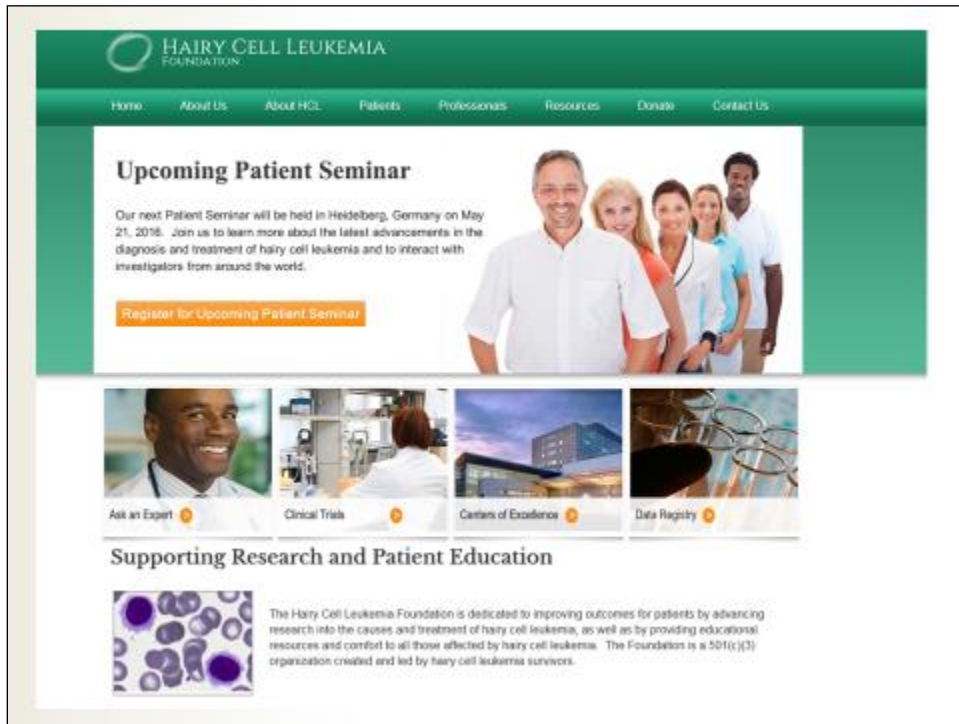 HAIRY CELL LEUKEMIA
FOUNDATION
Home About Us About HCL Patients Professionals Resources Donate Contact Us
Upcoming Patient Seminar
Our next Patient Seminar will be held in Heidelberg, Germany on May
21, 2016. Join us to learn more about the latest advancements in the
diagnosis and treatment of hairy cell leukemia and to interact with
investigators from around the world.
Register for Upcoming Patient Seminar
Ask an Expert
Clinical Trials
Centers of Excellence
Data Registry
Supporting Research and Patient Education
The Hairy Cell Leukemia Foundation is dedicated to improving outcomes for patients by advancing
research into the causes and treatment of hairy cell leukemia, as well as by providing educational
resources and comfort to all those affected by hairy cell leukemia. The Foundation is a 501(c)(3)
organization created and led by hairy cell leukemia survivors.